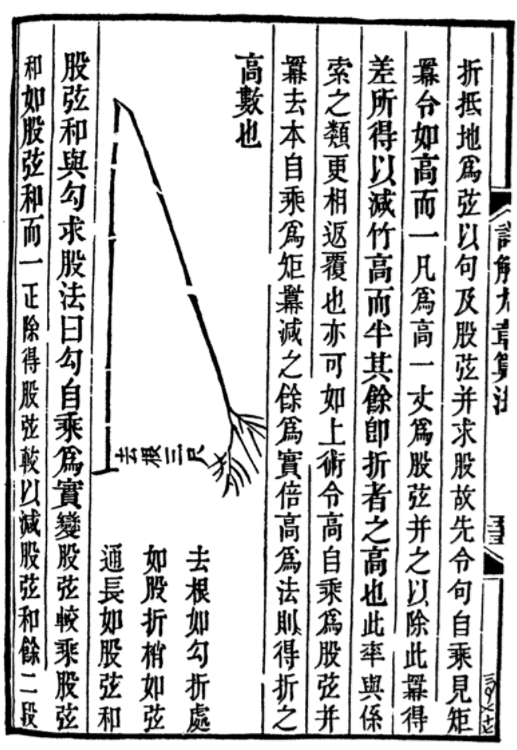 詳解九章算法
折抵地爲弦以句及股弦并求股故先令句自乘見矩
羃令如高而一凡爲高一丈爲股弦并之以除此羃得
差所得以減竹高而半其餘即折者之高也此率與係
索之類更相返覆也亦可如上術令高自乘爲股弦并
羃去本自乘爲矩羃減之餘爲實倍高爲法則得折之
高數也
去根三尺
去根如勾折處
如股折梢如弦
通長如股弦和
股弦和與勾求股法曰勾自乘爲實變股弦較乘股弦
和如股弦和而一正除得股弦較以減股弦和餘二段